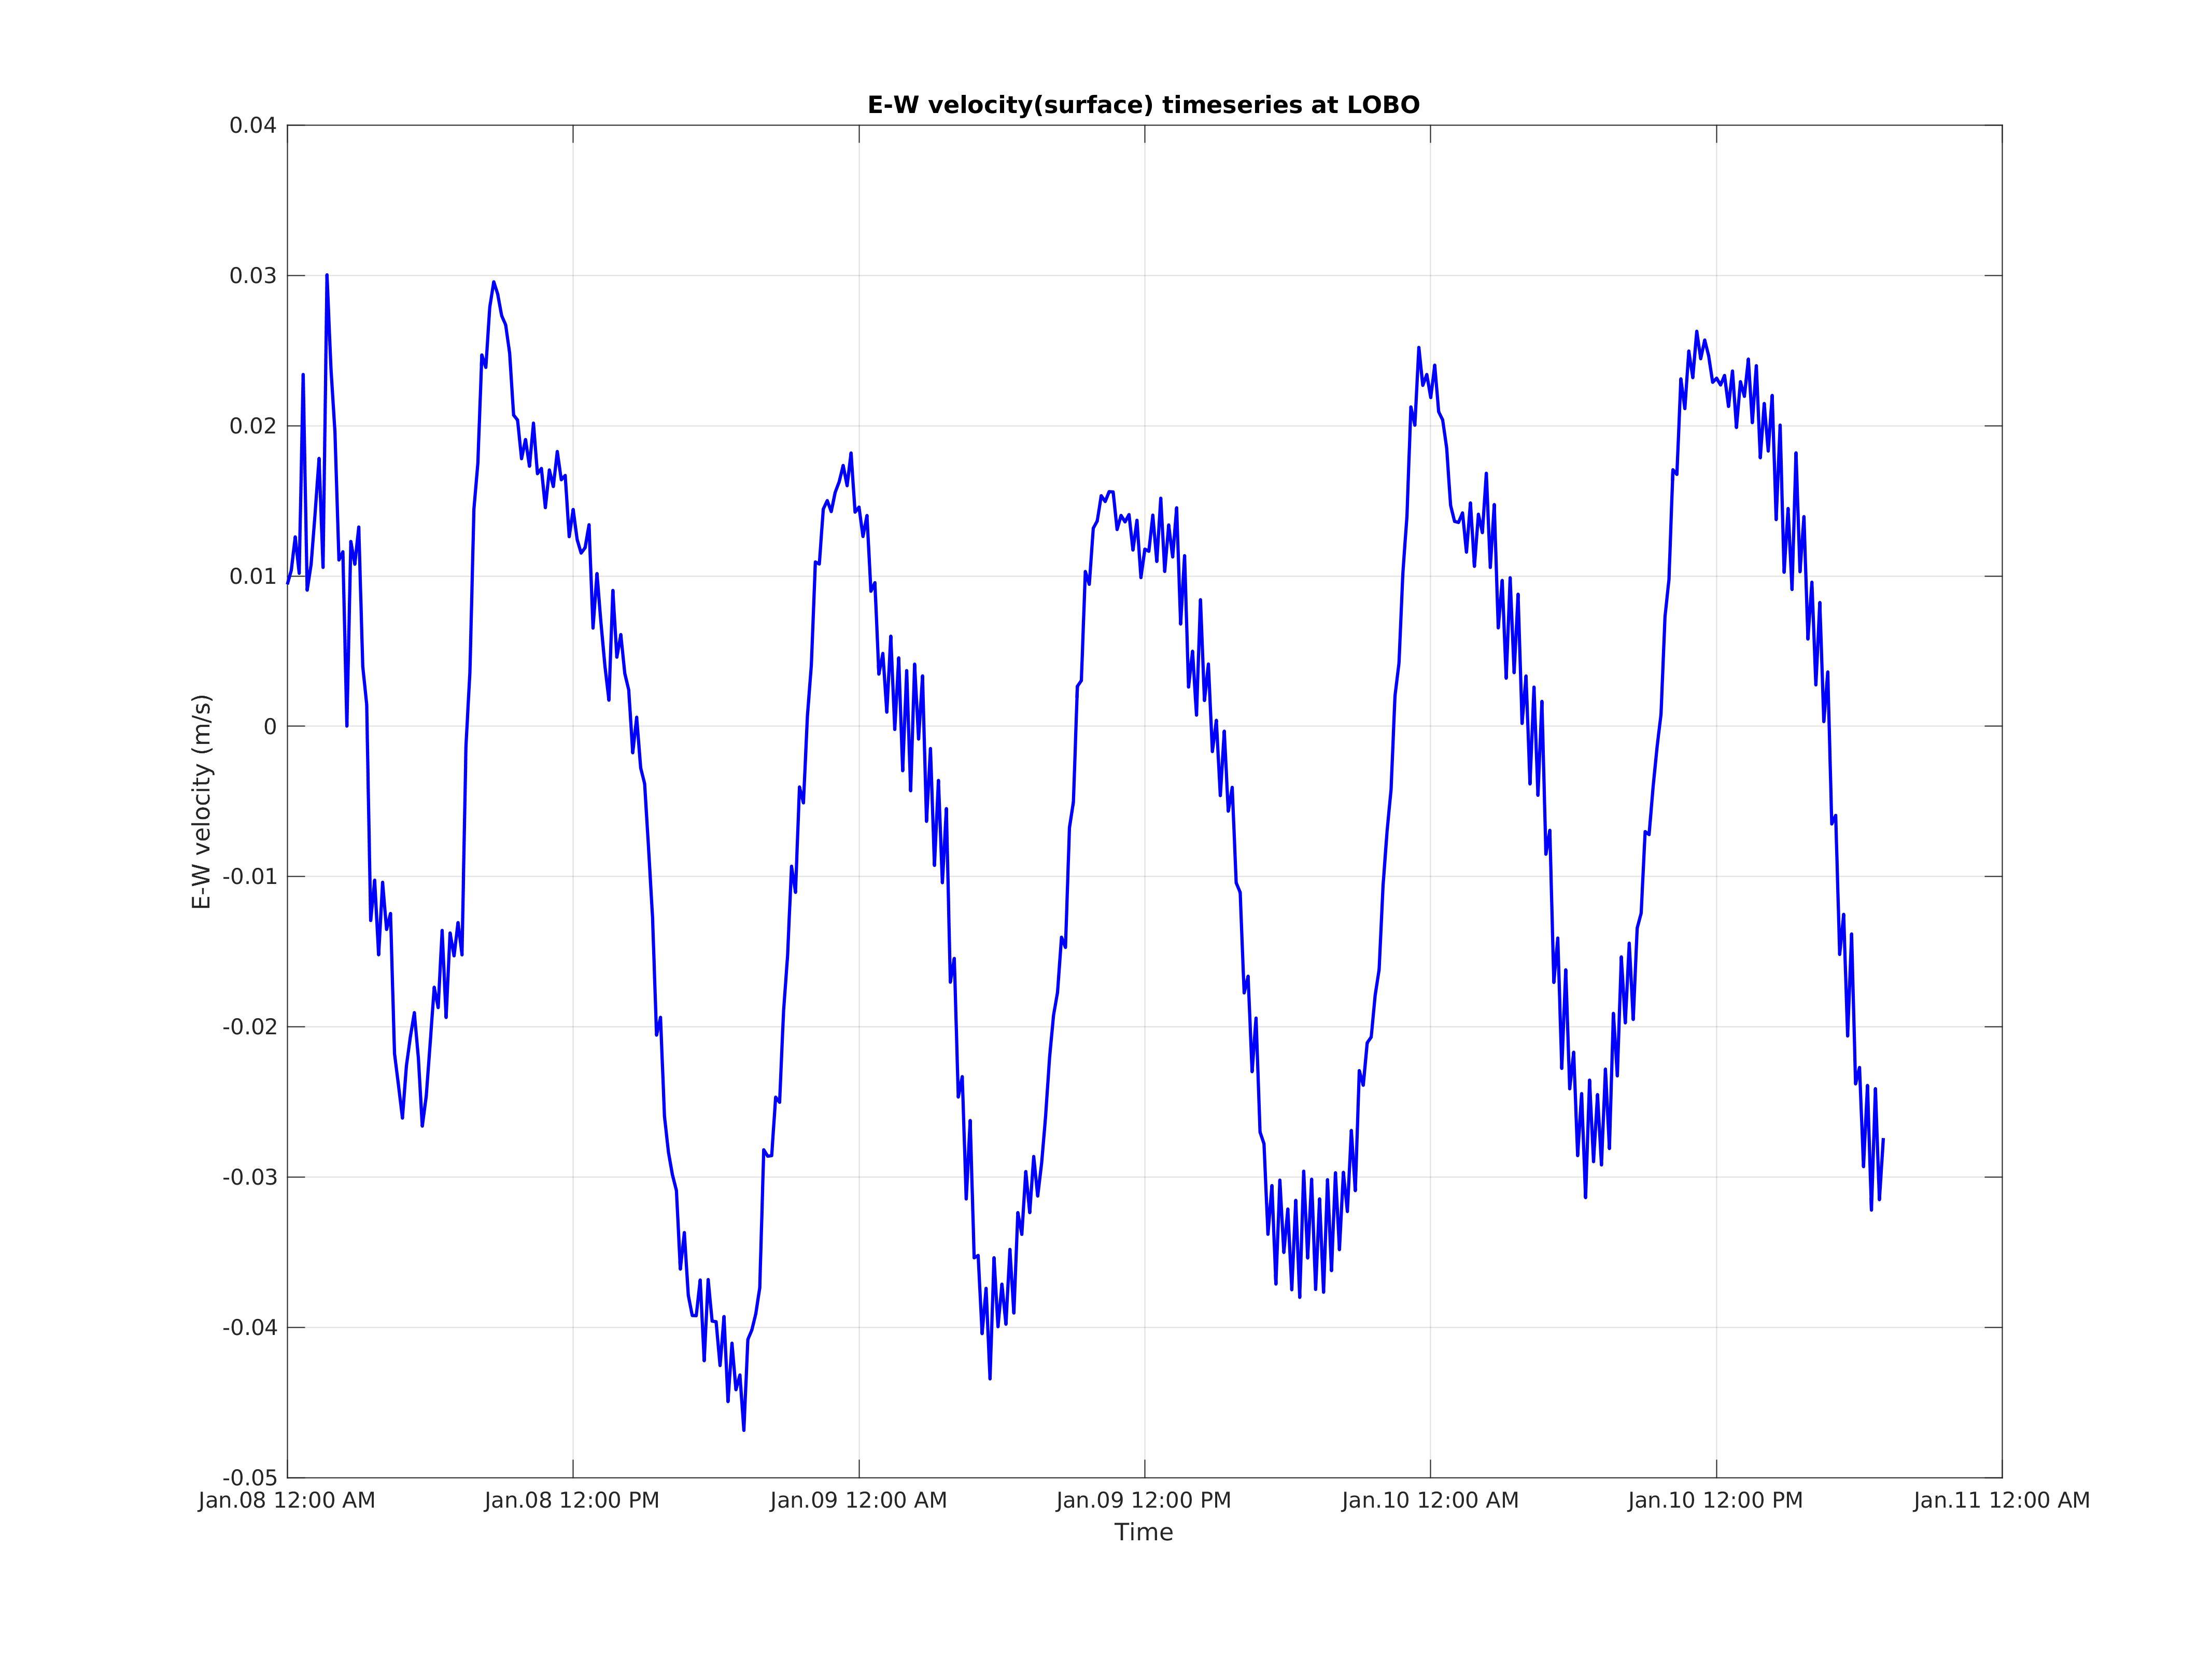 E-W velocity(surface) timeseries at LOBO
0.04
0.03
0.02
0.01
0
-0.01
-0.02
-0.03
-0.04
-0.05
E-W velocity (m/s)
Jan.08 12:00 AM Jan.08 12:00 PM Jan.09 12:00 AM Jan.09 12:00 PM Jan.10 12:00 AM Jan.10 12:00 PM Jan.11 12:00 AM
Time